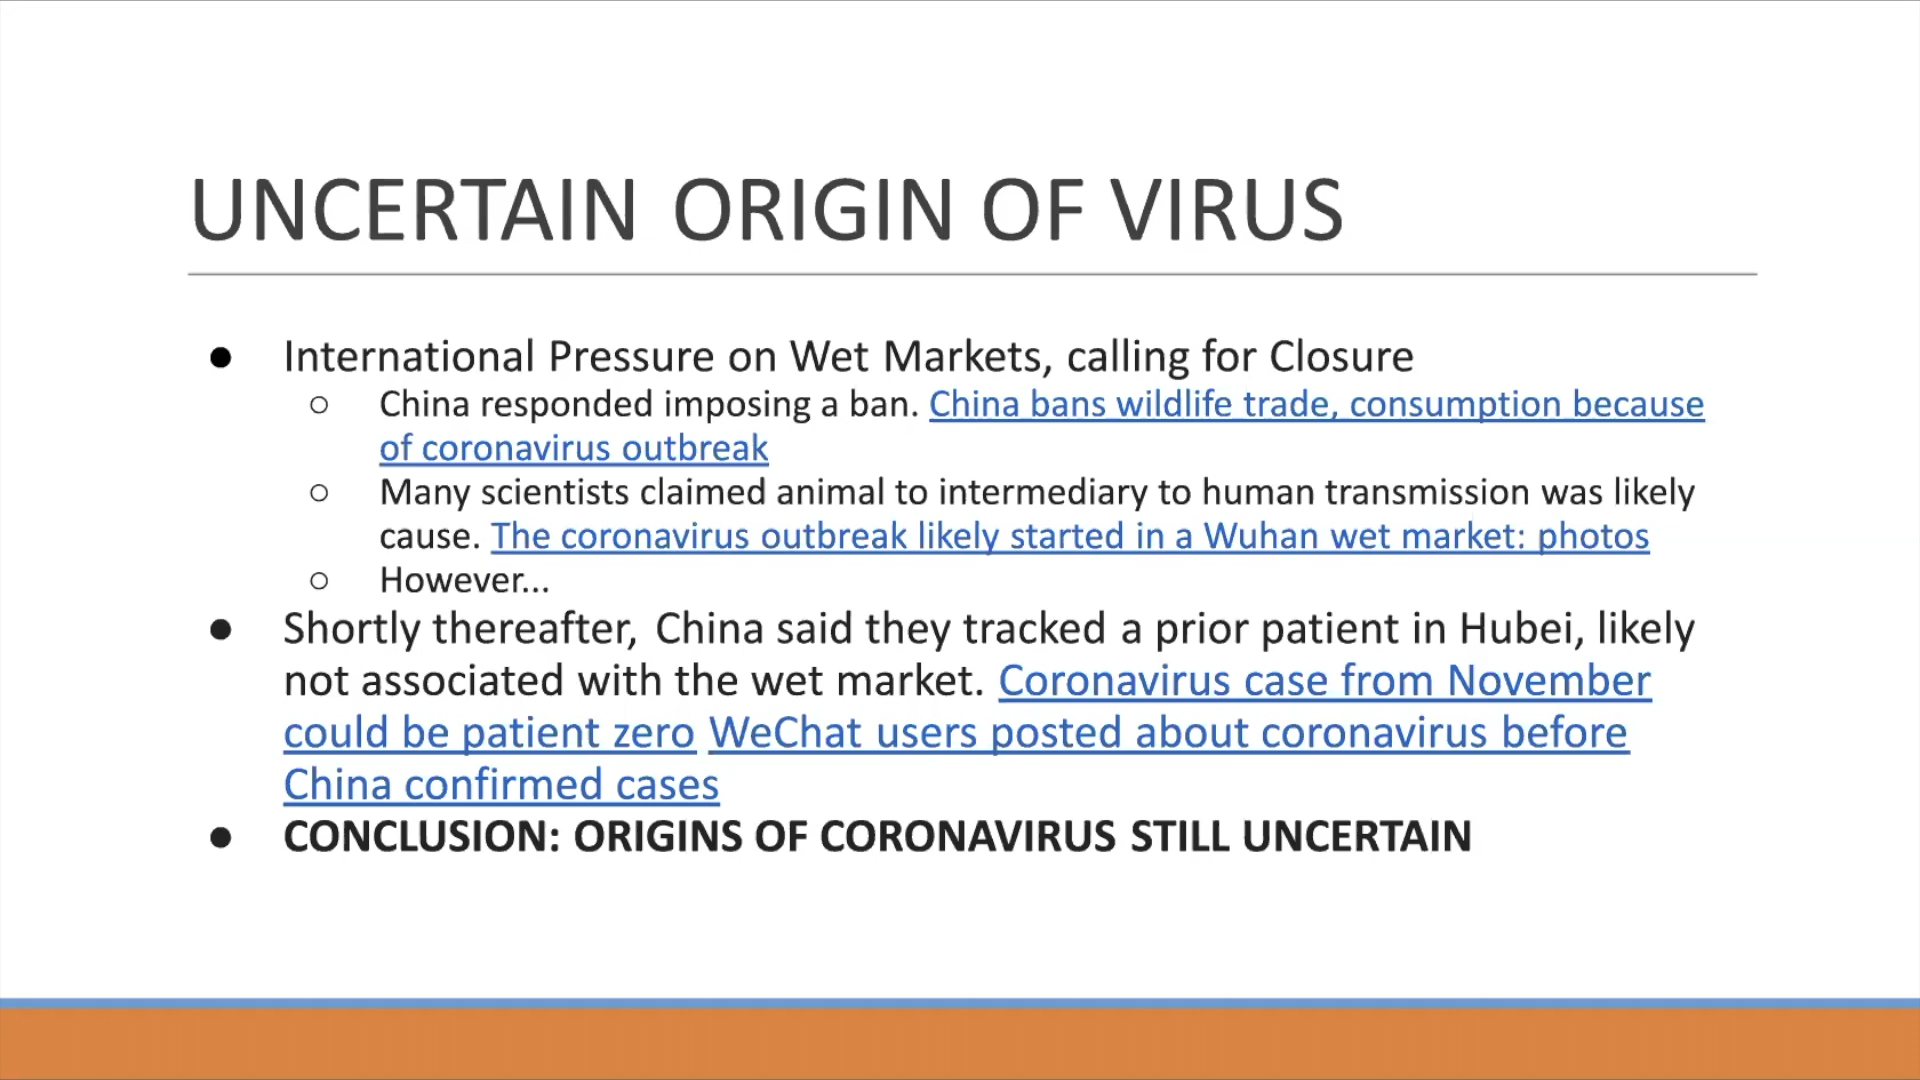 UNCERTAIN ORIGIN OF VIRUS
● International Pressure on Wet Markets, calling for Closure
○ China responded imposing a ban. China bans wildlife trade, consumption because
of coronavirus outbreak
○ Many scientists claimed animal to intermediary to human transmission was likely
cause. The coronavirus outbreak likely started in a Wuhan wet market: photos
○ However...
● Shortly thereafter, China said they tracked a prior patient in Hubei, likely
not associated with the wet market. Coronavirus case from November
could be patient zero WeChat users posted about coronavirus before
China confirmed cases
● CONCLUSION: ORIGINS OF CORONAVIRUS STILL UNCERTAIN